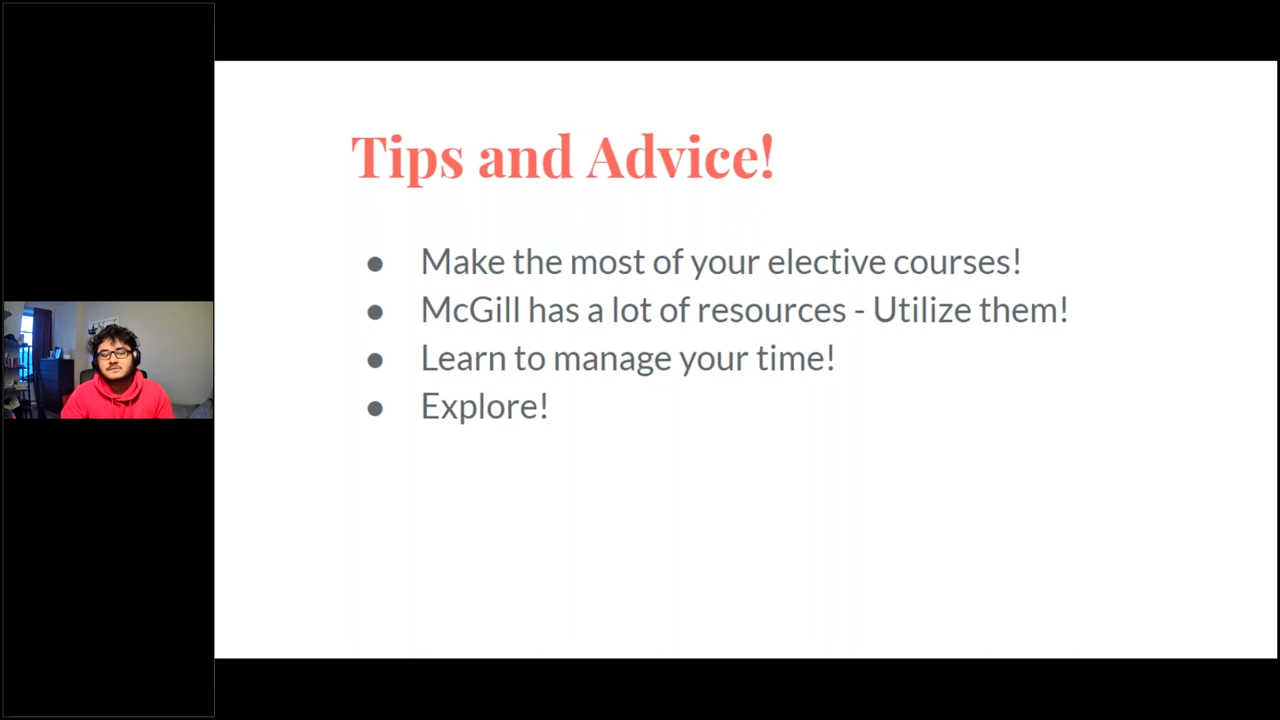 Tips and Advice!
● Make the most of your elective courses!
● McGill has a lot of resources - Utilize them!
● Learn to manage your time!
● Explore!